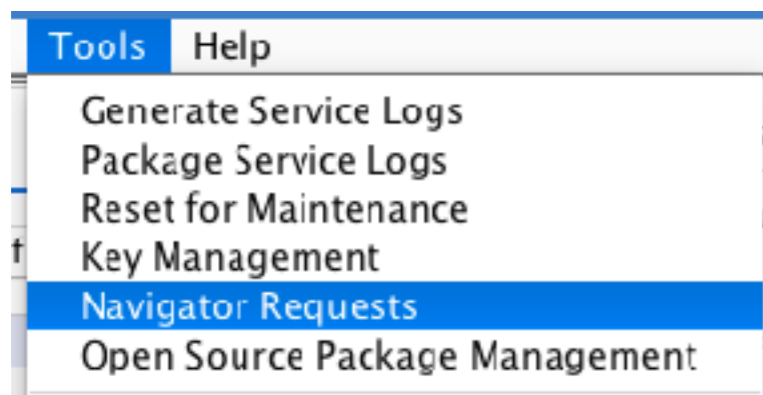 Tools Help
Generate Service Logs
Package Service Logs
Reset for Maintenance
Key Management
Navigator Requests
Open Source Package Management